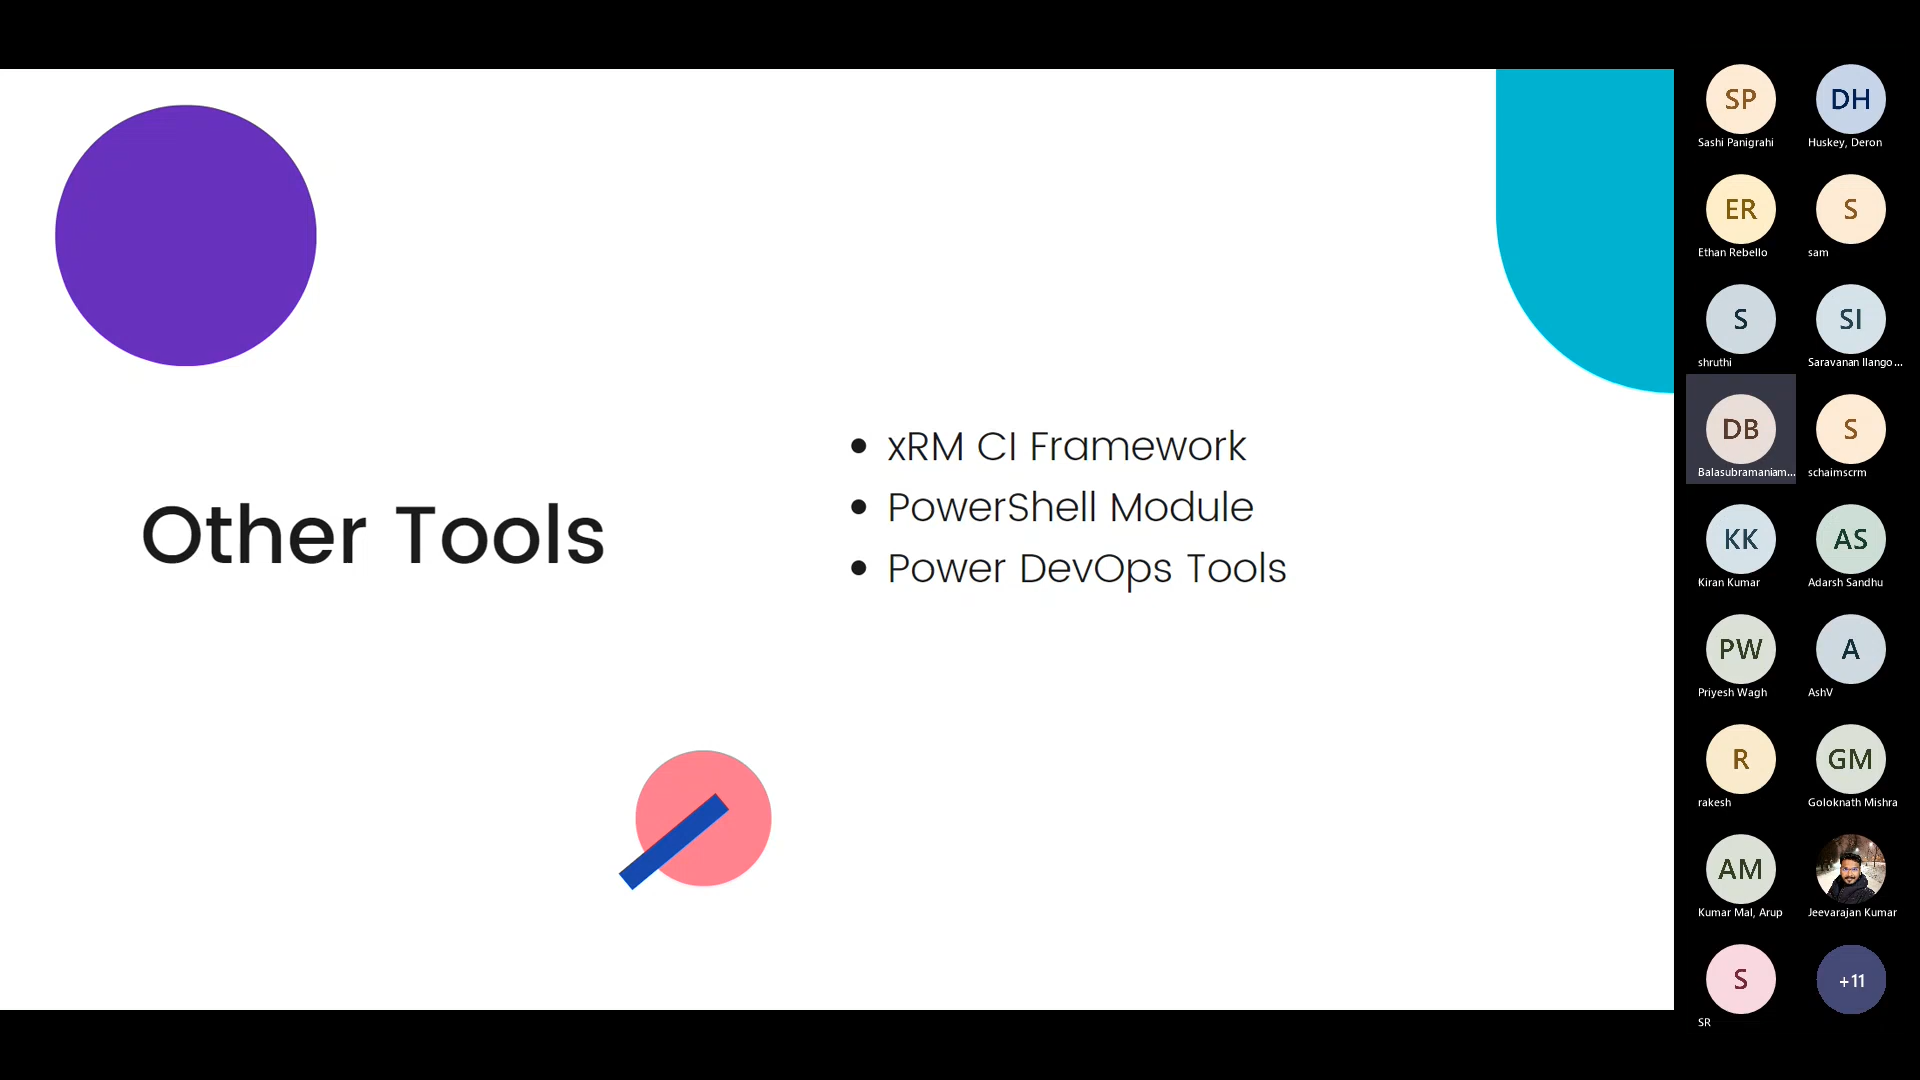 Other Tools
• xRM CI Framework
• PowerShell Module
• Power DevOps Tools
SP
Sashi Panigrahi
DH
Huskey, Deron
ER
Ethan Rebello
S
sam
S
shruthi
SI
Saravanan Ilango...
DB
Balasubramaniam...
S
schaimscrm
KK
Kiran Kumar
AS
Adarsh Sandhu
PW
Priyesh Wagh
A
AshV
R
rakesh
GM
Goloknath Mishra
AM
Kumar Mal, Arup
Jeevarajan Kumar
S
SR
+11